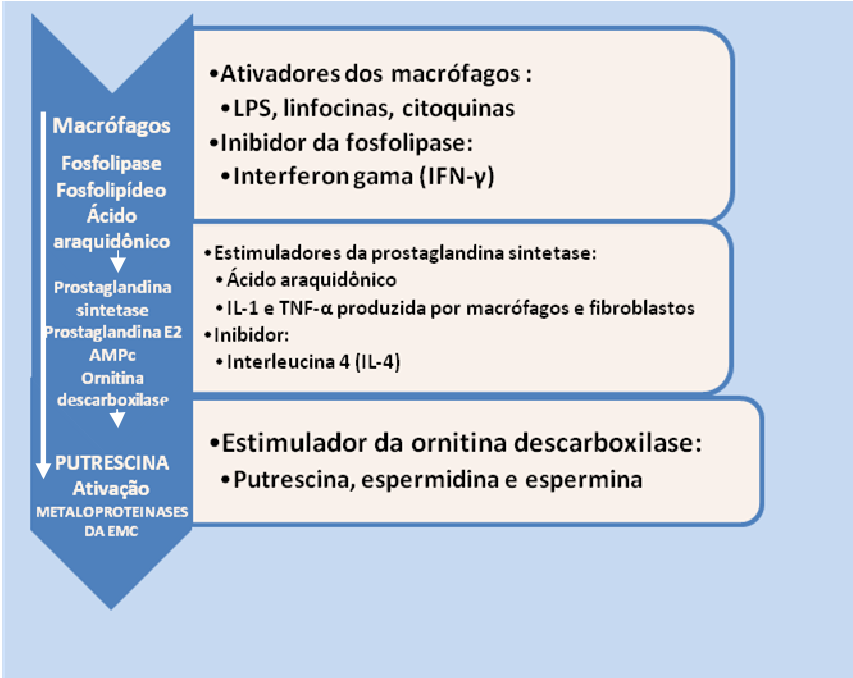 Macrófagos
Fosfolipase
Fosfolipídeo
Ácido
araquidônico
Prostaglandina
sintetase
Prostaglandina E2
AMPc
Ornitina
descarboxilase
PUTRESCINA
Ativação
METALOPROTEINASES
DA EMC
•Ativadores dos macrófagos :
•LPS, linfocinas, citoquinas
•Inibidor da fosfolipase:
•Interferon gama (IFN-γ)
•Estimuladores da prostaglandina sintetase:
•Ácido araquidônico
•IL-1 e TNF-α produzida por macrófagos e fibroblastos
•Inibidor:
•Interleucina 4 (IL-4)
•Estimulador da ornitina descarboxilase:
•Putrescina, espermidina e espermina